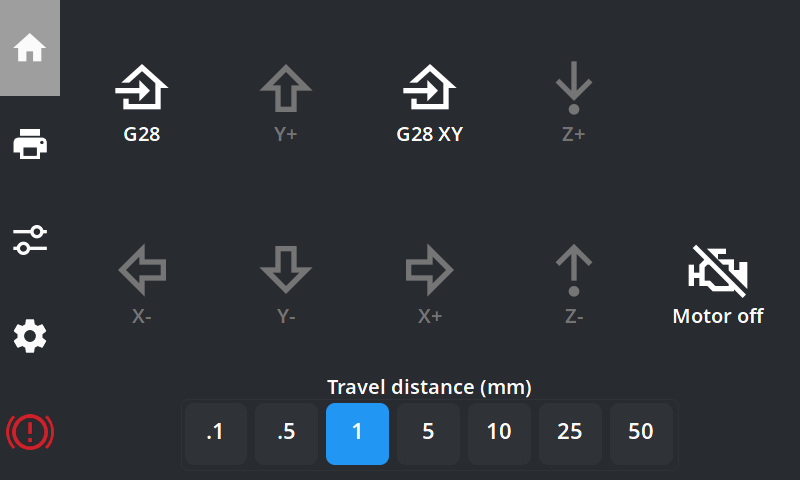 G28 Y+ G28 XY Z+
X- Y- X+ Z- Motor off
Travel distance (mm)
.1 .5 1 5 10 25 50